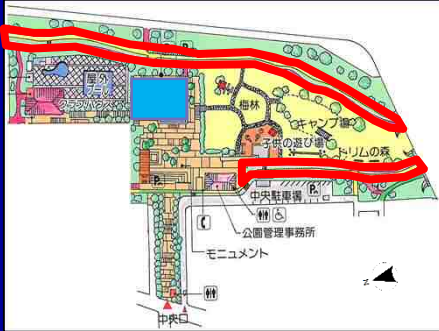 P
屋外
プール
クラブハウス
梅林
キャンプ場
子供の遊び場
ドリムの森
中央駐車場
P
P
公園管理事務所
モニュメント
中央口
N